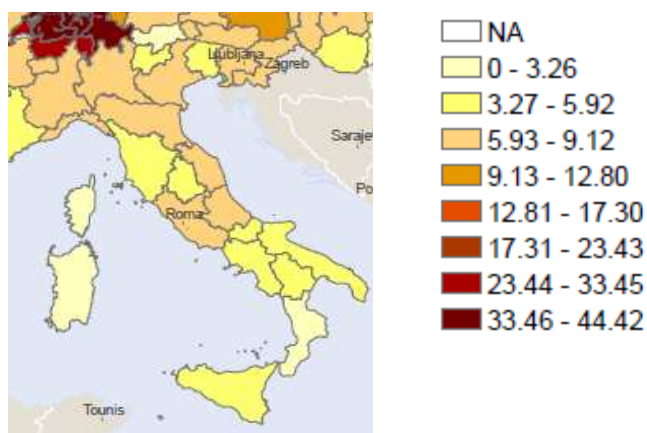 Ljubljana
Zagreb
Saraje
Po
Roma
Tounis
NA
0 - 3.26
3.27 - 5.92
5.93 - 9.12
9.13 - 12.80
12.81 - 17.30
17.31 - 23.43
23.44 - 33.45
33.46 - 44.42